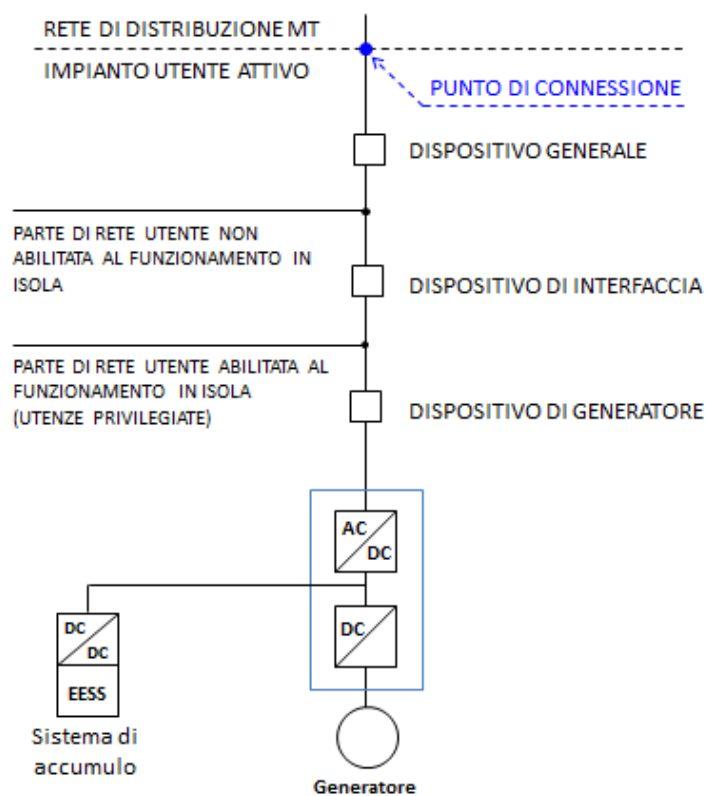 RETE DI DISTRIBUZIONE MT
IMPIANTO UTENTE ATTIVO
PUNTO DI CONNESSIONE
DISPOSITIVO GENERALE
PARTE DI RETE UTENTE NON
ABILITATA AL FUNZIONAMENTO IN
ISOLA
DISPOSITIVO DI INTERFACCIA
PARTE DI RETE UTENTE ABILITATA AL
FUNZIONAMENTO IN ISOLA
(UTENZE PRIVILEGIATE)
DISPOSITIVO DI GENERATORE
AC
DC
DC
DC
DC
EESS
Sistema di
accumulo
Generatore